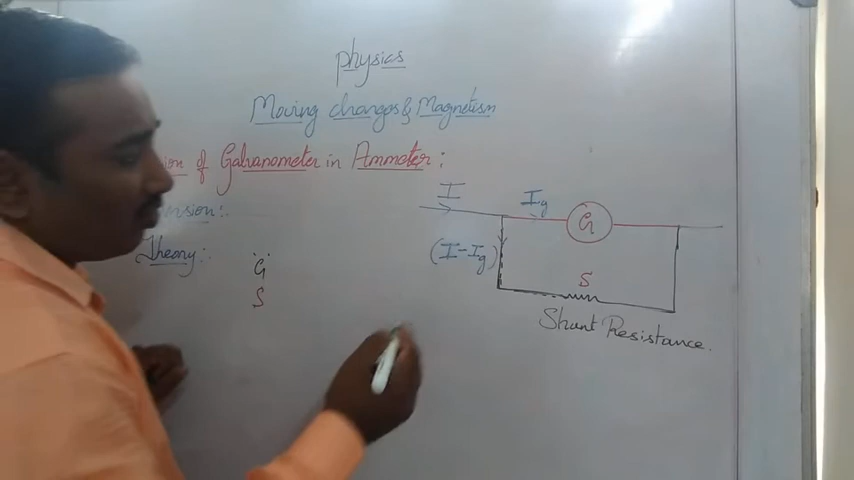 Physics
Moving charges & Magnetism
of Galvanometer in Ammeter :
Theory :
'G'
S
I
Ig
G
(I-Ig)
S
Shunt Resistance.